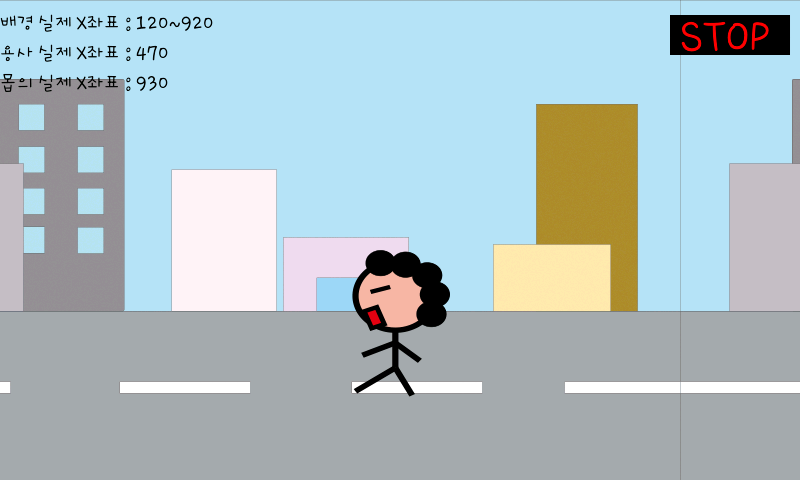 배경 실제 X좌표 : 120~920
용사 실제 X좌표 : 470
몹의 실제 X좌표 : 930
STOP